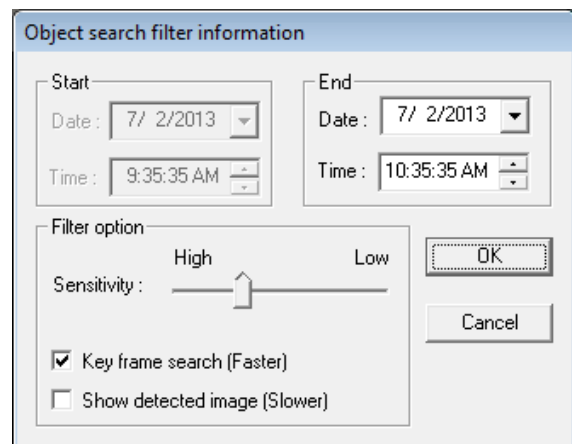 Object search filter information
Start
Date : 7/ 2/2013
Time : 9:35:35 AM
End
Date : 7/ 2/2013
Time : 10:35:35 AM
Filter option
High Low
Sensitivity :
Key frame search (Faster)
Show detected image (Slower)
OK
Cancel